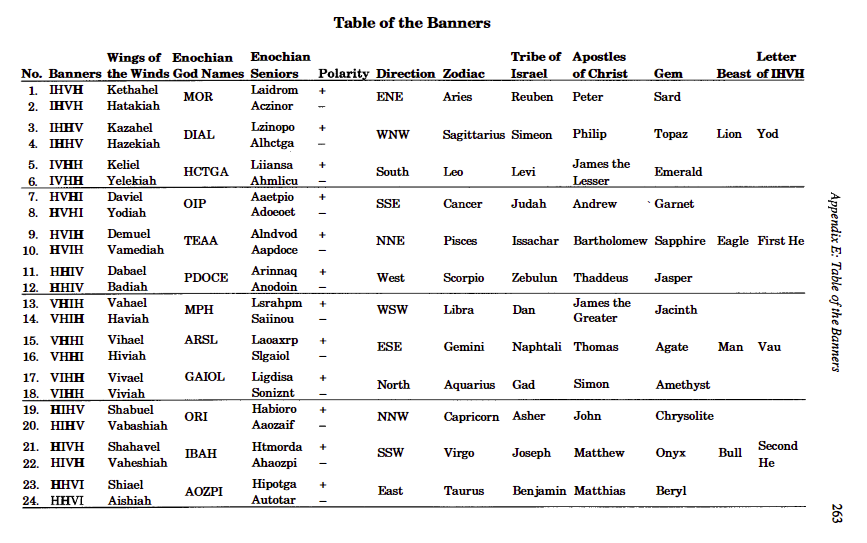 Table of the Banners
Wings of Enochian Enochian Tribe of Apostles Letter
No. Banners the Winds God Names Seniors Polarity Direction Zodiac Israel of Christ Gem Beast of IHVH
1. IHVH Kethahel MOR Laidrom + ENE Aries Reuben Peter Sard
2. IHVH Hatakiah Aczinor –
3. IHHV Kazahel DIAL Lzinopo + WNW Sagittarius Simeon Philip Topaz Lion Yod
4. IHHV Hazekiah Alhctga –
5. IVHH Keliel HCTGA Liiansa + South Leo Levi James the Lesser Emerald
6. IVHH Yelekiah Ahmlicu –
7. HVHI Daviel OIP Aaetpio + SSE Cancer Judah Andrew Garnet
8. HVHI Yodiah Adoeoet –
9. HVIH Demuel TEAA Alndvod + NNE Pisces Issachar Bartholomew Sapphire Eagle First He
10. HVIH Vamediah Aapdoce –
11. HHIV Dabael PDOCE Arinnaq + West Scorpio Zebulun Thaddeus Jasper
12. HHIV Badiah Anodoin –
13. VHIH Vahael MPH Lsrahpm + WSW Libra Dan James the Greater Jacinth
14. VHIH Haviah Saiinou –
15. VHHI Vihael ARSL Laoaxrp + ESE Gemini Naphtali Thomas Agate Man Vau
16. VHHI Hiviah Slgaiol –
17. VIHH Vivael GAIOL Ligdisa + North Aquarius Gad Simon Amethyst
18. VIHH Viviah Soniznt –
19. HIHV Shabuel ORI Habioro + NNW Capricorn Asher John Chrysolite
20. HIHV Vabashiah Aaozaif –
21. HIVH Shahavel IBAH Htmorda + SSW Virgo Joseph Matthew Onyx Bull Second He
22. HIVH Vaheshiah Ahaozpi –
23. HHVI Shiael AOZPI Hipotga + East Taurus Benjamin Matthias Beryl
24. HHVI Aishiah Autotar –
Appendix E: Table of the Banners
263